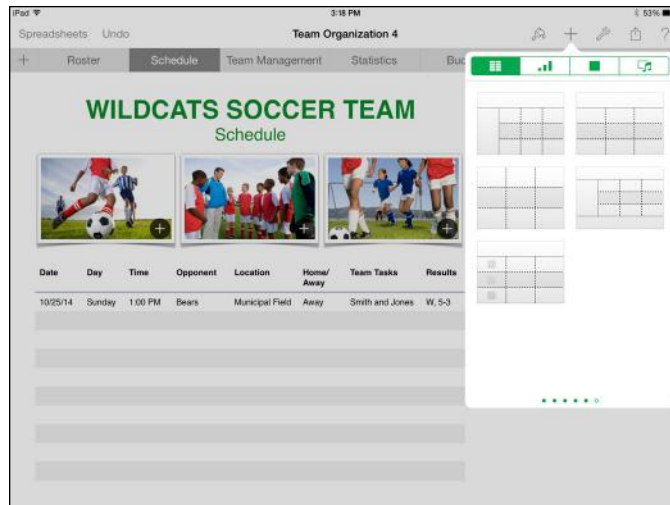 iPad 3:18 PM 53%
Spreadsheets Undo Team Organization 4 ?
Roster Schedule Team Management Statistics Buc
WILDCATS SOCCER TEAM
Schedule
Date Day Time Opponent Location Home/ Team Tasks Results
Away
10/25/14 Sunday 1:00 PM Bears Municipal Field Away Smith and Jones W, 5-3